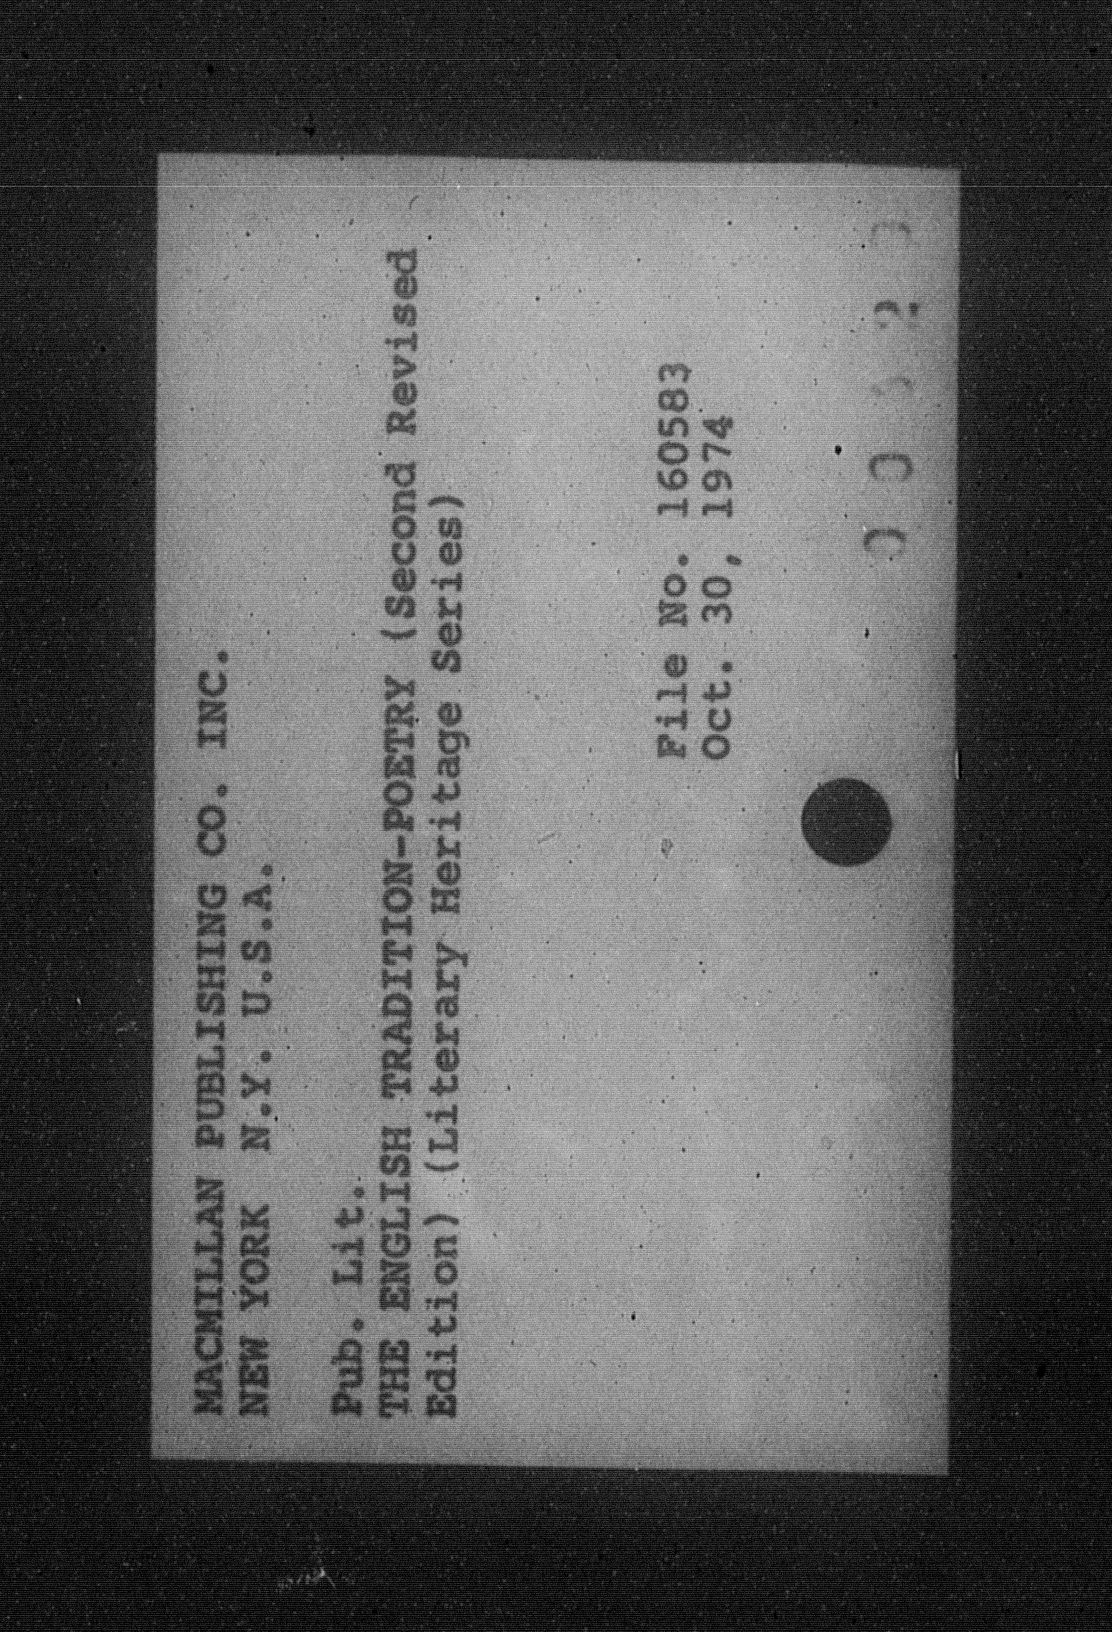 MACMILLAN PUBLISHING CO. INC.
NEW YORK N.Y. U.S.A.
Pub. Lit.
THE ENGLISH TRADITION-POETRY (Second Revised
Edition) (Literary Heritage Series)
File No. 160583
Oct. 30, 1974